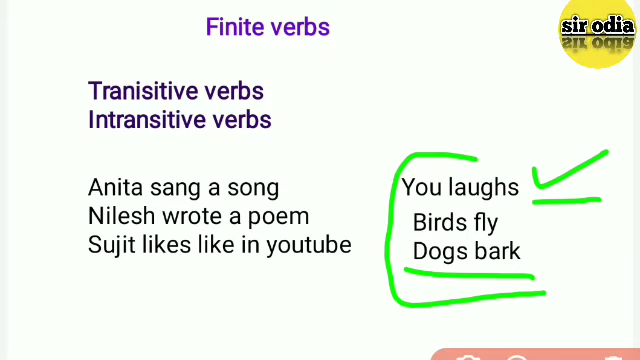 Finite verbs
sir odia
Tranisitive verbs
Intransitive verbs
Anita sang a song
Nilesh wrote a poem
Sujit likes like in youtube
You laughs
Birds fly
Dogs bark